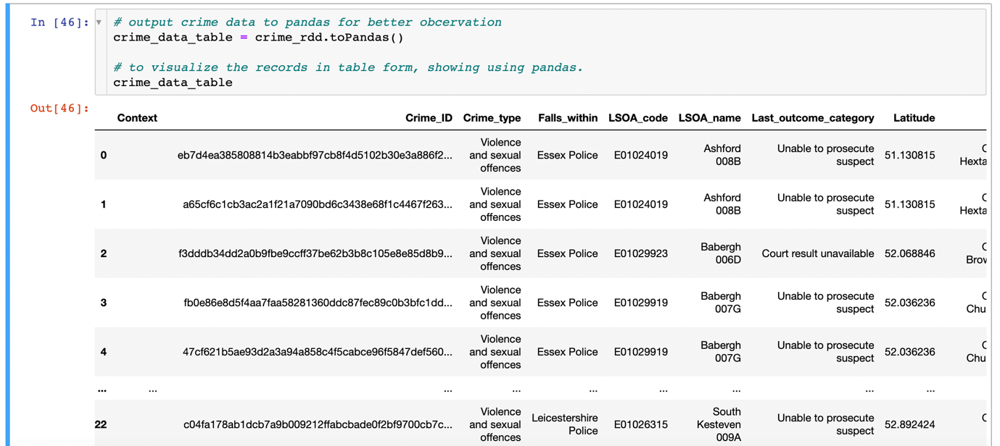 In [46]:
# output crime data to pandas for better obcervation
crime_data_table = crime_rdd.toPandas()
# to visualize the records in table form, showing using pandas.
crime_data_table
Out[46]:
Context Crime_ID Crime_type Falls_within LSOA_code LSOA_name Last_outcome_category Latitude
0 eb7d4ea385808814b3eabbf97cb8f4d5102b30e3a886f2... Violence and sexual offences Essex Police E01024019 Ashford 008B Unable to prosecute suspect 51.130815 Hexta
1 a65cf6c1cb3ac2a1f21a7090bd6c3438e68f1c4467f263... Violence and sexual offences Essex Police E01024019 Ashford 008B Unable to prosecute suspect 51.130815 Hexta
2 f3dddb34dd2a0b9fbe9ccff37be62b3b8c105e8e85d8b9... Violence and sexual offences Essex Police E01029923 Babergh 006D Court result unavailable 52.068846
3 fb0e86e8d5f4aa7faa58281360ddc87fec89c0b3bfc1dd... Violence and sexual offences Essex Police E01029919 Babergh 007G Unable to prosecute suspect 52.036236 Chu
4 47cf621b5ae93d2a3a94a858c4f5cabce96f5847def560... Violence and sexual offences Essex Police E01029919 Babergh 007G Unable to prosecute suspect 52.036236 Chu
... ... ... ... ... ... ... ... ...
22 c04fa178ab1dcb7a9b009212ffabcbade0f2bf9700cb7c... Violence and sexual offences Leicestershire Police E01026315 South Kesteven 009A Unable to prosecute suspect 52.892424